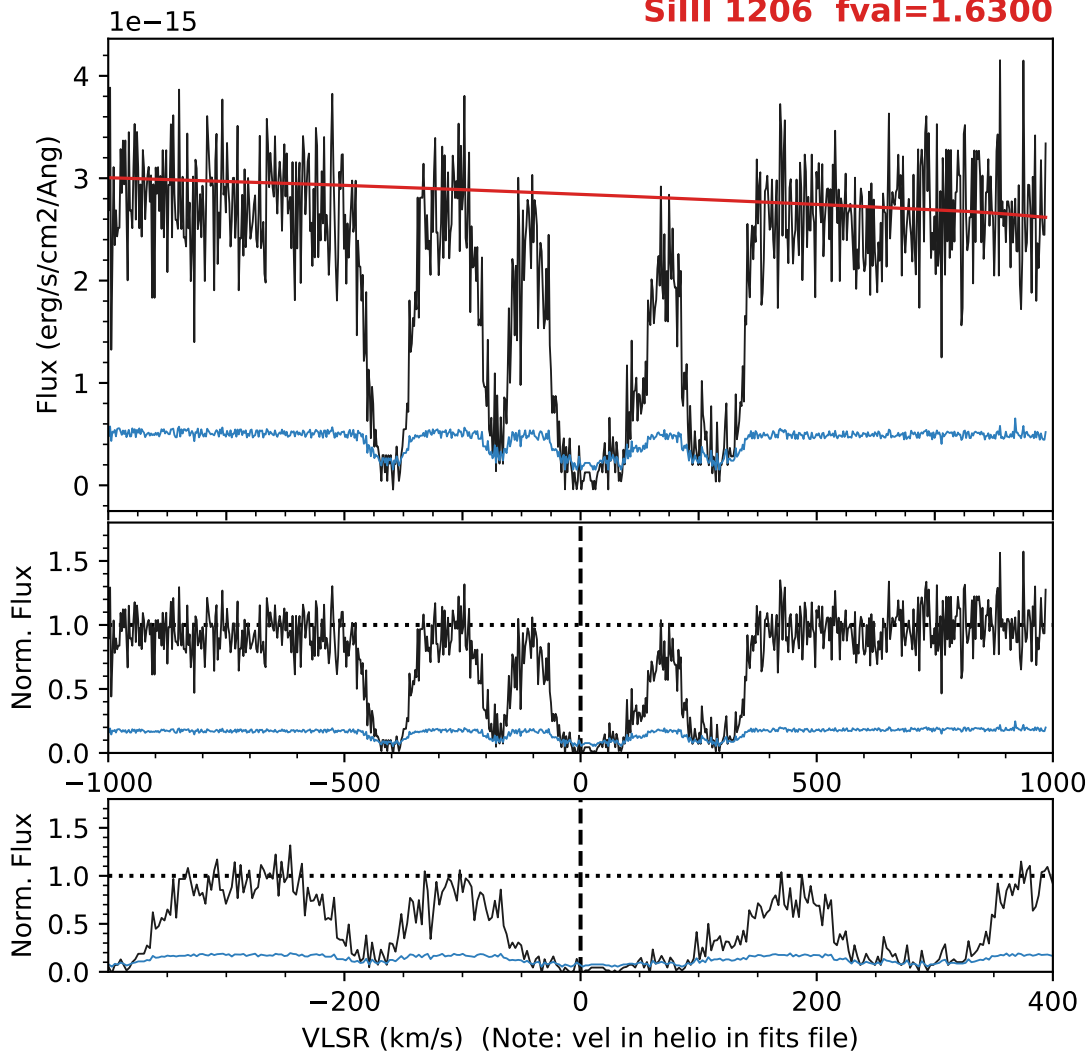 1e-15
SiIII 1206 fval=1.6300
4
3
2
1
0
Flux (erg/s/cm2/Ang)
1.5
1.0
0.5
0.0
Norm. Flux
−1000 −500 0 500 1000
1.5
1.0
0.5
0.0
Norm. Flux
−200 0 200 400
VLSR (km/s) (Note: vel in helio in fits file)